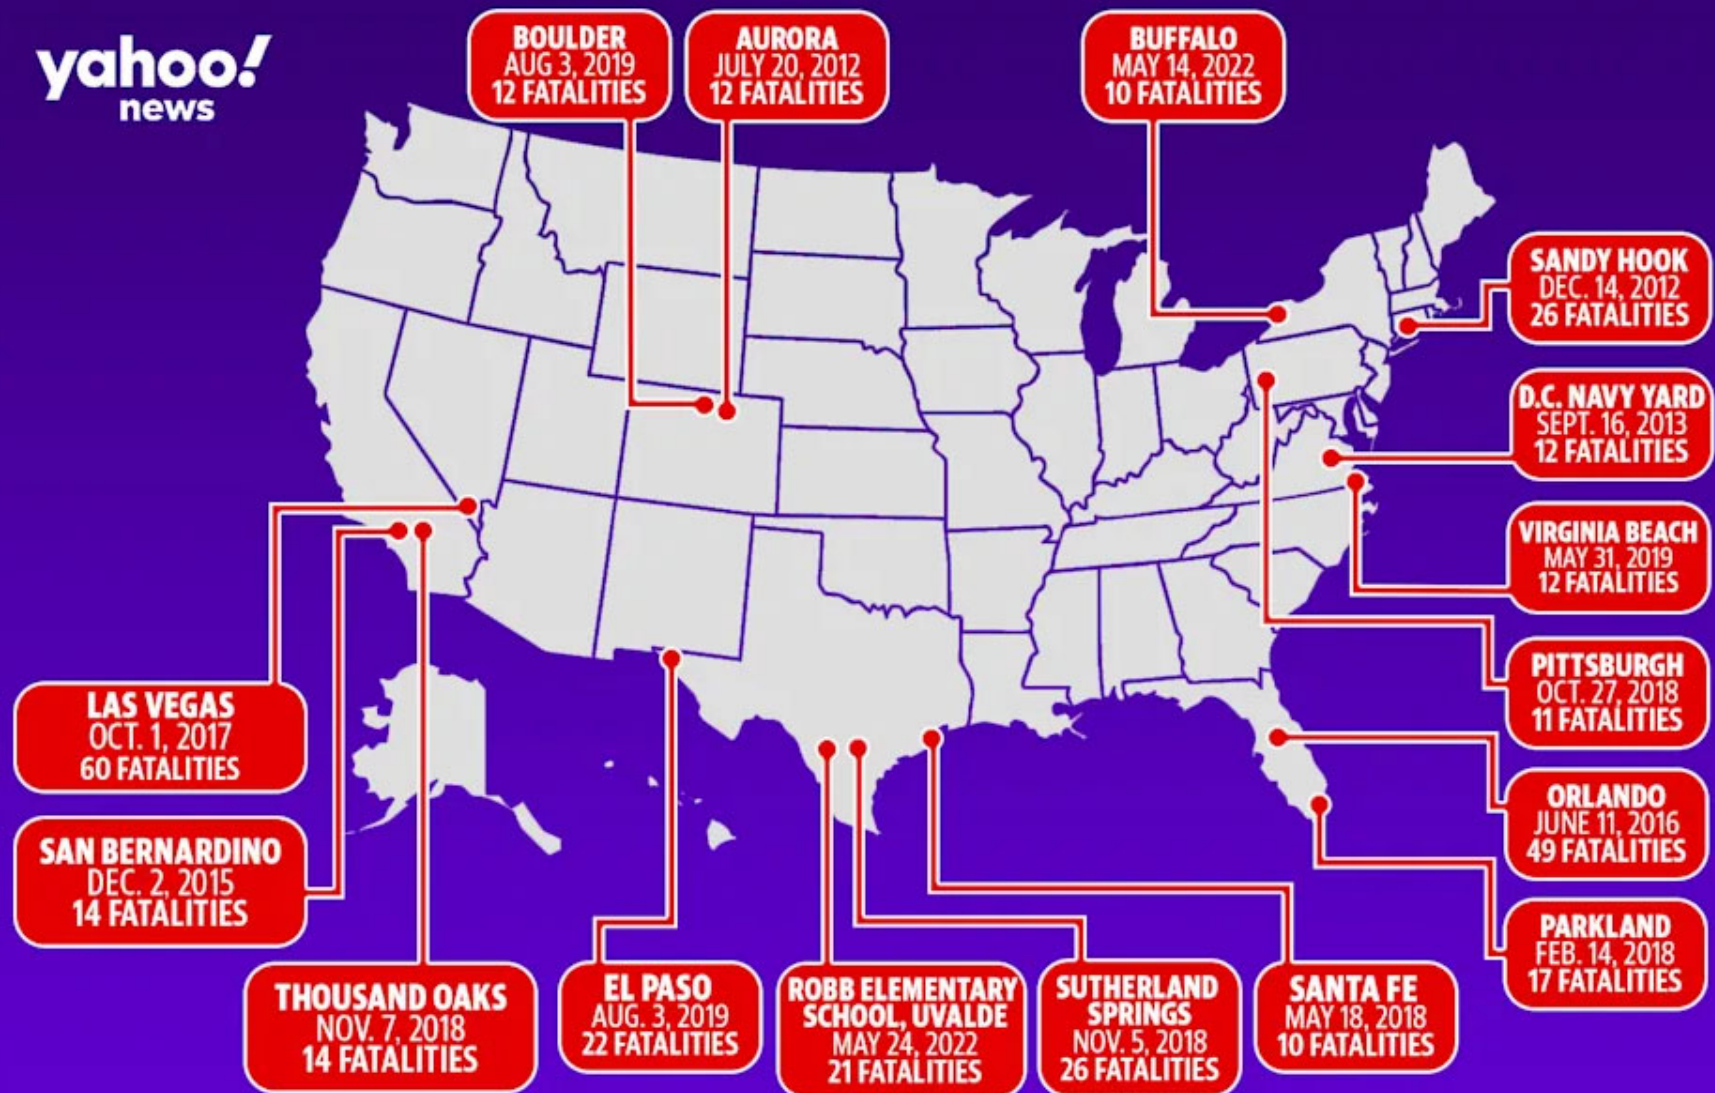 yahoo!
news
BOULDER
AUG 3, 2019
12 FATALITIES
AURORA
JULY 20, 2012
12 FATALITIES
BUFFALO
MAY 14, 2022
10 FATALITIES
SANDY HOOK
DEC. 14, 2012
26 FATALITIES
D.C. NAVY YARD
SEPT. 16, 2013
12 FATALITIES
VIRGINIA BEACH
MAY 31, 2019
12 FATALITIES
PITTSBURGH
OCT. 27, 2018
11 FATALITIES
ORLANDO
JUNE 11, 2016
49 FATALITIES
PARKLAND
FEB. 14, 2018
17 FATALITIES
LAS VEGAS
OCT. 1, 2017
60 FATALITIES
SAN BERNARDINO
DEC. 2, 2015
14 FATALITIES
THOUSAND OAKS
NOV. 7, 2018
14 FATALITIES
EL PASO
AUG. 3, 2019
22 FATALITIES
ROBB ELEMENTARY
SCHOOL, UVALDE
MAY 24, 2022
21 FATALITIES
SUTHERLAND
SPRINGS
NOV. 5, 2018
26 FATALITIES
SANTA FE
MAY 18, 2018
10 FATALITIES